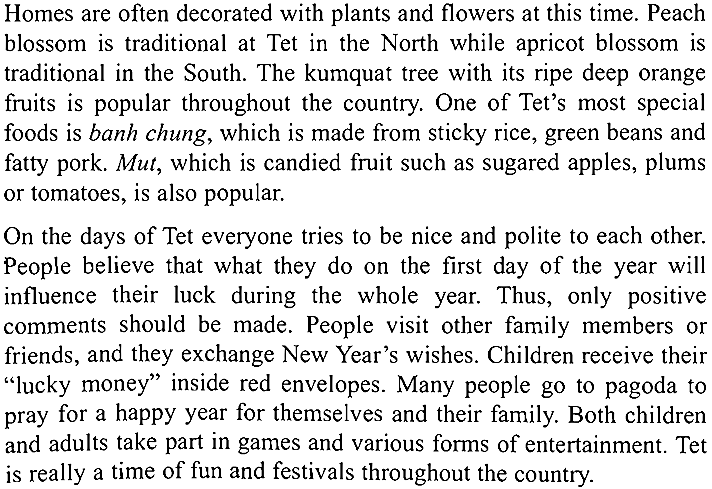 Homes are often decorated with plants and flowers at this time. Peach
blossom is traditional at Tet in the North while apricot blossom is
traditional in the South. The kumquat tree with its ripe deep orange
fruits is popular throughout the country. One of Tet's most special
foods is banh chung, which is made from sticky rice, green beans and
fatty pork. Mut, which is candied fruit such as sugared apples, plums
or tomatoes, is also popular.
On the days of Tet everyone tries to be nice and polite to each other.
People believe that what they do on the first day of the year will
influence their luck during the whole year. Thus, only positive
comments should be made. People visit other family members or
friends, and they exchange New Year's wishes. Children receive their
“lucky money” inside red envelopes. Many people go to pagoda to
pray for a happy year for themselves and their family. Both children
and adults take part in games and various forms of entertainment. Tet
is really a time of fun and festivals throughout the country.